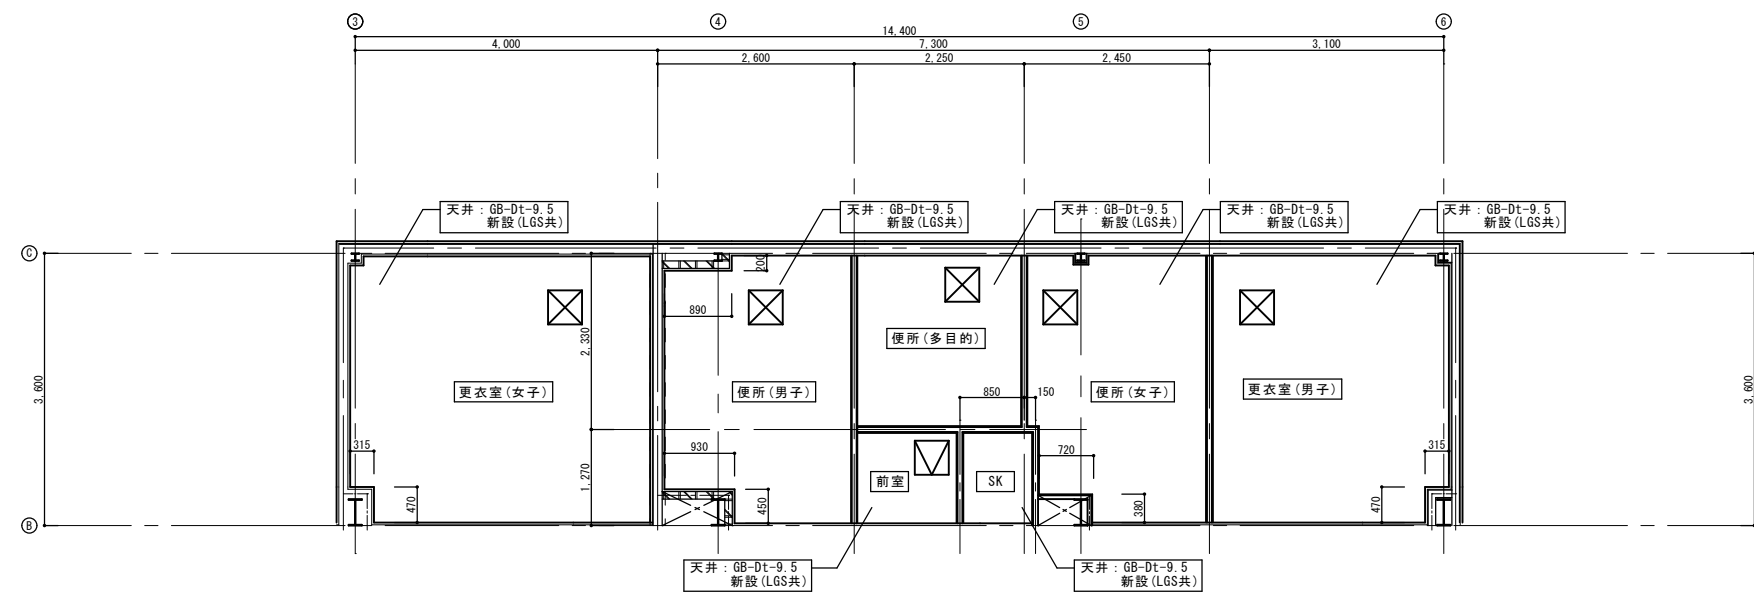 ③ ④ ⑤ ⑥
14,400
4,000 7,300 3,100
2,600 2,250 2,450
天井：GB-Dt-9.5
新設(LGS共)
天井：GB-Dt-9.5
新設(LGS共)
天井：GB-Dt-9.5
新設(LGS共)
天井：GB-Dt-9.5
新設(LGS共)
天井：GB-Dt-9.5
新設(LGS共)
Ⓒ
200
890
2,330
便所(多目的)
3,600
更衣室(女子)
便所(男子)
850 150
便所(女子)
更衣室(男子)
3,600
315
930
720
315
1,270
前室
SK
470
450
380
470
Ⓑ
天井：GB-Dt-9.5
新設(LGS共)
天井：GB-Dt-9.5
新設(LGS共)